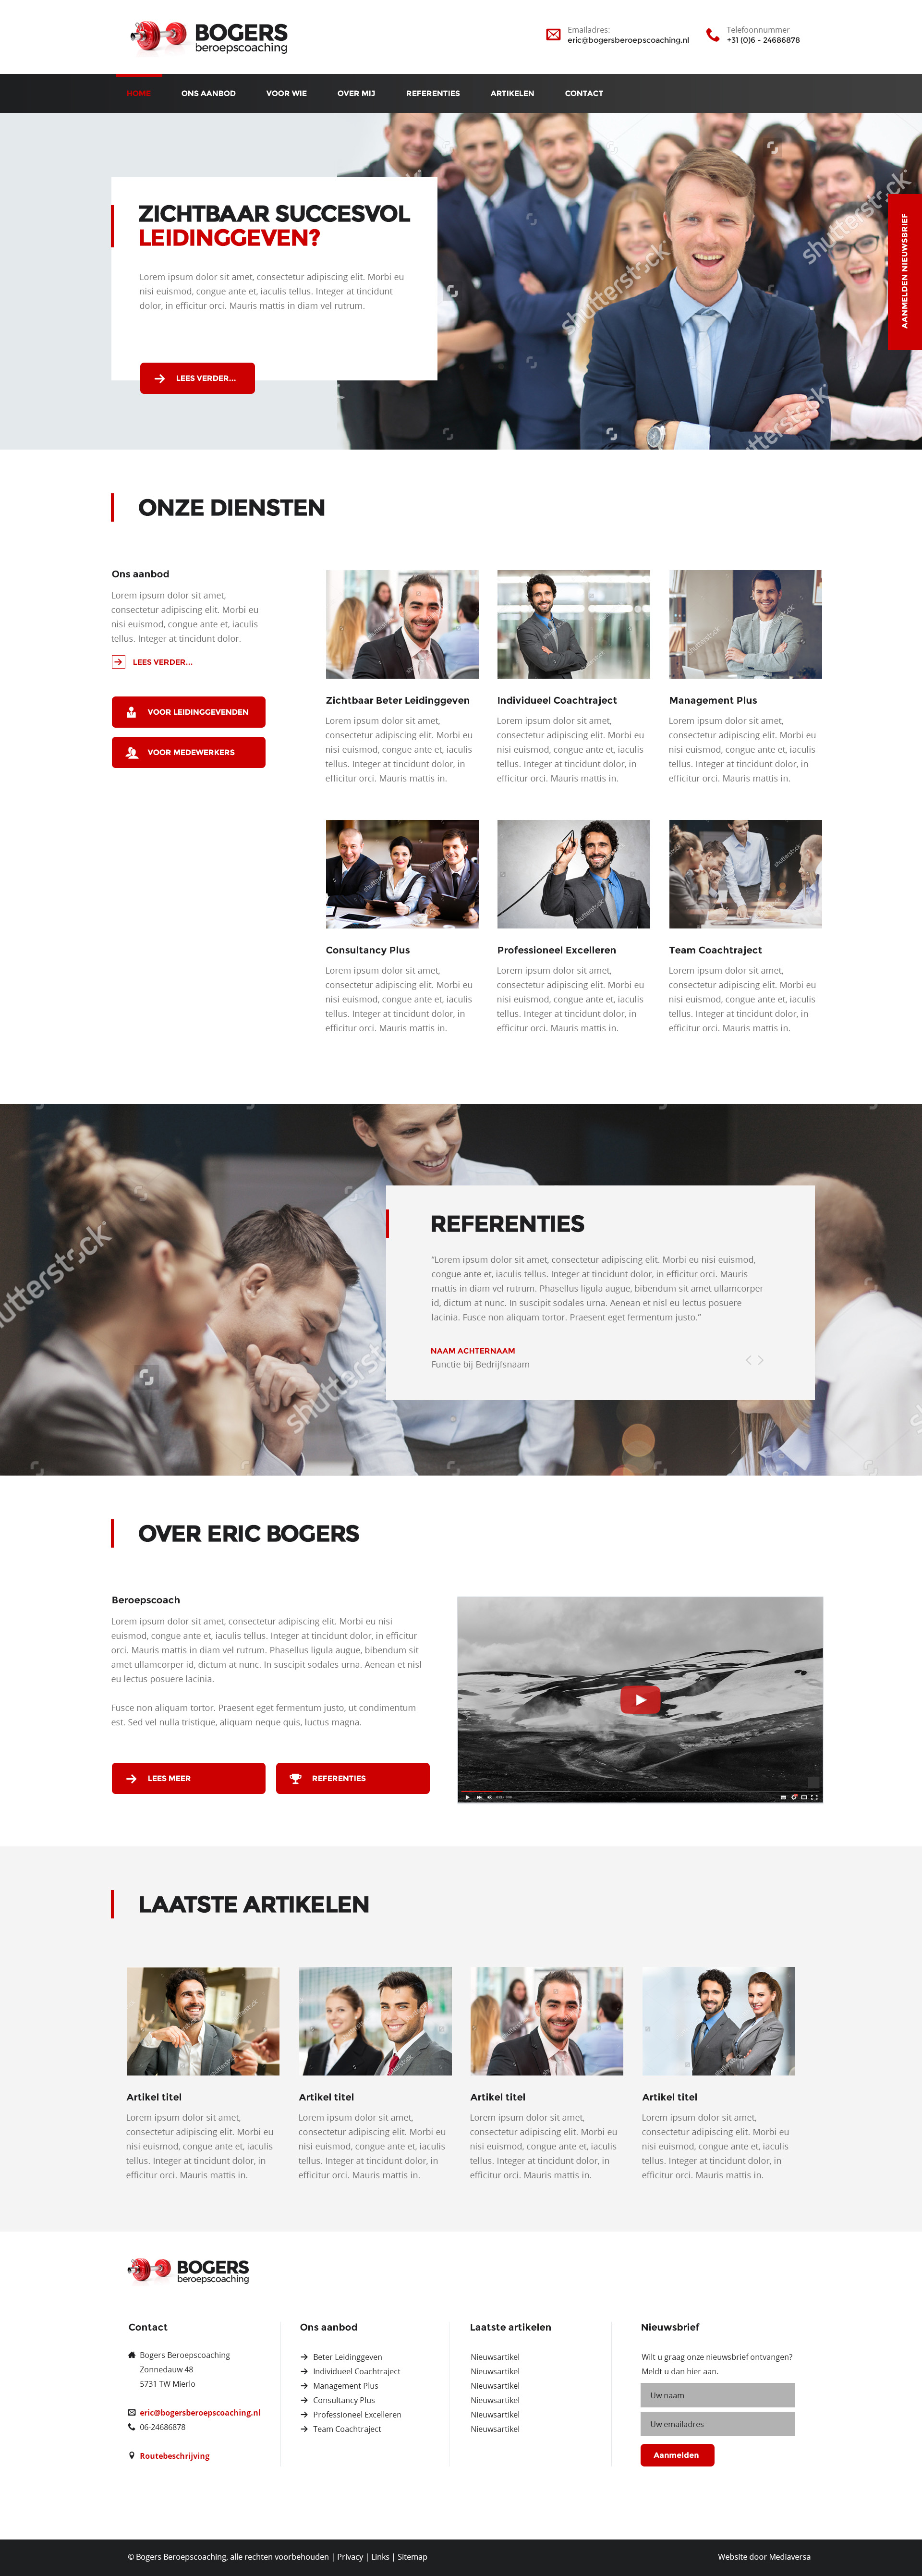 BOGERS
beroepscoaching
Emailadres:
eric@bogersberoepscoaching.nl
Telefoonnummer
+31 (0)6 - 24686878
HOME
ONS AANBOD
VOOR WIE
OVER MIJ
REFERENTIES
ARTIKELEN
CONTACT
ZICHTBAAR SUCCESVOL
LEIDINGGEVEN?
Lorem ipsum dolor sit amet, consectetur adipiscing elit. Morbi eu
nisi euismod, congue ante et, iaculis tellus. Integer at tincidunt
dolor, in efficitur orci. Mauris mattis in diam vel rutrum.
LEES VERDER...
AANMELDEN NIEUWSBRIEF
shutterstock
shutterstock
ONZE DIENSTEN
Ons aanbod
Lorem ipsum dolor sit amet,
consectetur adipiscing elit. Morbi eu
nisi euismod, congue ante et, iaculis
tellus. Integer at tincidunt dolor.
LEES VERDER...
VOOR LEIDINGGEVENDEN
VOOR MEDEWERKERS
Zichtbaar Beter Leidinggeven
Lorem ipsum dolor sit amet,
consectetur adipiscing elit. Morbi eu
nisi euismod, congue ante et, iaculis
tellus. Integer at tincidunt dolor, in
efficitur orci. Mauris mattis in.
Individueel Coachtraject
Lorem ipsum dolor sit amet,
consectetur adipiscing elit. Morbi eu
nisi euismod, congue ante et, iaculis
tellus. Integer at tincidunt dolor, in
efficitur orci. Mauris mattis in.
Management Plus
Lorem ipsum dolor sit amet,
consectetur adipiscing elit. Morbi eu
nisi euismod, congue ante et, iaculis
tellus. Integer at tincidunt dolor, in
efficitur orci. Mauris mattis in.
Consultancy Plus
Lorem ipsum dolor sit amet,
consectetur adipiscing elit. Morbi eu
nisi euismod, congue ante et, iaculis
tellus. Integer at tincidunt dolor, in
efficitur orci. Mauris mattis in.
Professioneel Excelleren
Lorem ipsum dolor sit amet,
consectetur adipiscing elit. Morbi eu
nisi euismod, congue ante et, iaculis
tellus. Integer at tincidunt dolor, in
efficitur orci. Mauris mattis in.
Team Coachtraject
Lorem ipsum dolor sit amet,
consectetur adipiscing elit. Morbi eu
nisi euismod, congue ante et, iaculis
tellus. Integer at tincidunt dolor, in
efficitur orci. Mauris mattis in.
REFERENTIES
“Lorem ipsum dolor sit amet, consectetur adipiscing elit. Morbi eu nisi euismod,
congue ante et, iaculis tellus. Integer at tincidunt dolor, in efficitur orci. Mauris
mattis in diam vel rutrum. Phasellus ligula augue, bibendum sit amet ullamcorper
id, dictum at nunc. In suscipit sodales urna. Aenean et nisl eu lectus posuere
lacinia. Fusce non aliquam tortor. Praesent eget fermentum justo.”
NAAM ACHTERNAAM
Functie bij Bedrijfsnaam
OVER ERIC BOGERS
Beroepscoach
Lorem ipsum dolor sit amet, consectetur adipiscing elit. Morbi eu nisi
euismod, congue ante et, iaculis tellus. Integer at tincidunt dolor, in efficitur
orci. Mauris mattis in diam vel rutrum. Phasellus ligula augue, bibendum sit
amet ullamcorper id, dictum at nunc. In suscipit sodales urna. Aenean et nisl
eu lectus posuere lacinia.
Fusce non aliquam tortor. Praesent eget fermentum justo, ut condimentum
est. Sed vel nulla tristique, aliquam neque quis, luctus magna.
LEES MEER
REFERENTIES
LAATSTE ARTIKELEN
Artikel titel
Lorem ipsum dolor sit amet,
consectetur adipiscing elit. Morbi eu
nisi euismod, congue ante et, iaculis
tellus. Integer at tincidunt dolor, in
efficitur orci. Mauris mattis in.
Artikel titel
Lorem ipsum dolor sit amet,
consectetur adipiscing elit. Morbi eu
nisi euismod, congue ante et, iaculis
tellus. Integer at tincidunt dolor, in
efficitur orci. Mauris mattis in.
Artikel titel
Lorem ipsum dolor sit amet,
consectetur adipiscing elit. Morbi eu
nisi euismod, congue ante et, iaculis
tellus. Integer at tincidunt dolor, in
efficitur orci. Mauris mattis in.
Artikel titel
Lorem ipsum dolor sit amet,
consectetur adipiscing elit. Morbi eu
nisi euismod, congue ante et, iaculis
tellus. Integer at tincidunt dolor, in
efficitur orci. Mauris mattis in.
BOGERS
beroepscoaching
Contact
Bogers Beroepscoaching
Zonnedauw 48
5731 TW Mierlo
eric@bogersberoepscoaching.nl
06-24686878
Routebeschrijving
Ons aanbod
Beter Leidinggeven
Individueel Coachtraject
Management Plus
Consultancy Plus
Professioneel Excelleren
Team Coachtraject
Laatste artikelen
Nieuwsartikel
Nieuwsartikel
Nieuwsartikel
Nieuwsartikel
Nieuwsartikel
Nieuwsartikel
Nieuwsbrief
Wilt u graag onze nieuwsbrief ontvangen?
Meldt u dan hier aan.
Uw naam
Uw emailadres
Aanmelden
© Bogers Beroepscoaching, alle rechten voorbehouden | Privacy | Links | Sitemap
Website door Mediaversa